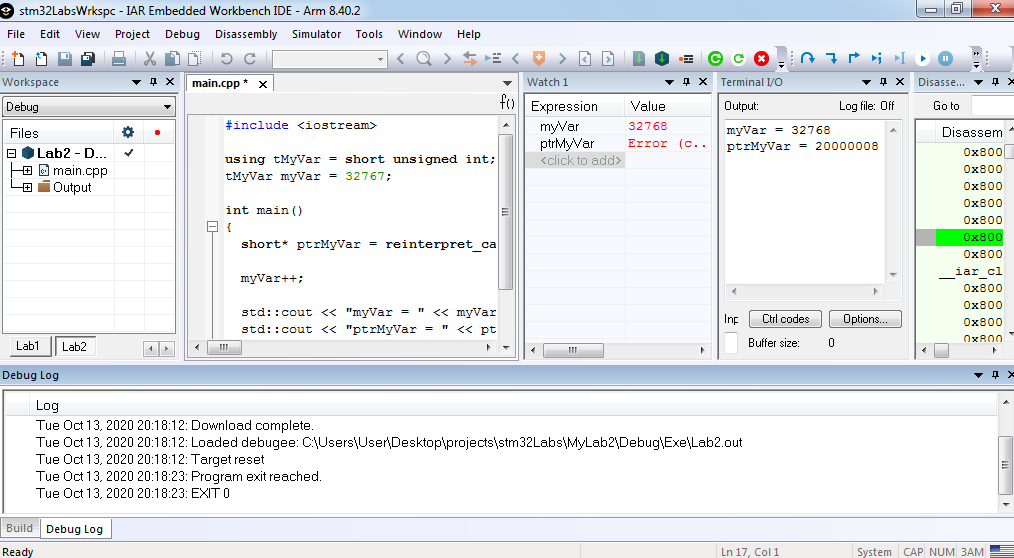 stm32LabsWrkspc - IAR Embedded Workbench IDE - Arm 8.40.2
File Edit View Project Debug Disassembly Simulator Tools Window Help
Workspace
Debug
Files
Lab2 - D...
main.cpp
Output
Lab1 Lab2
main.cpp *
f()
#include <iostream>
using tMyVar = short unsigned int;
tMyVar myVar = 32767;
int main()
{
short* ptrMyVar = reinterpret_ca
myVar++;
std::cout << "myVar = " << myVar
std::cout << "ptrMyVar = " << pt
Watch 1
Expression Value
myVar 32768
ptrMyVar Error (c..
<click to add>
Terminal I/O
Output: Log file: Off
myVar = 32768
ptrMyVar = 20000008
Inp Ctrl codes Options...
Buffer size: 0
Disasse...
Go to
Disassem
0x800
0x800
0x800
0x800
0x800
0x800
0x800
__iar_cl
0x800
0x800
0x800
0x800
Debug Log
Log
Tue Oct 13, 2020 20:18:12: Download complete.
Tue Oct 13, 2020 20:18:12: Loaded debugee: C:\Users\User\Desktop\projects\stm32Labs\MyLab2\Debug\Exe\Lab2.out
Tue Oct 13, 2020 20:18:12: Target reset
Tue Oct 13, 2020 20:18:23: Program exit reached.
Tue Oct 13, 2020 20:18:23: EXIT 0
Build Debug Log
Ready Ln 17, Col 1 System CAP NUM ЗАМ